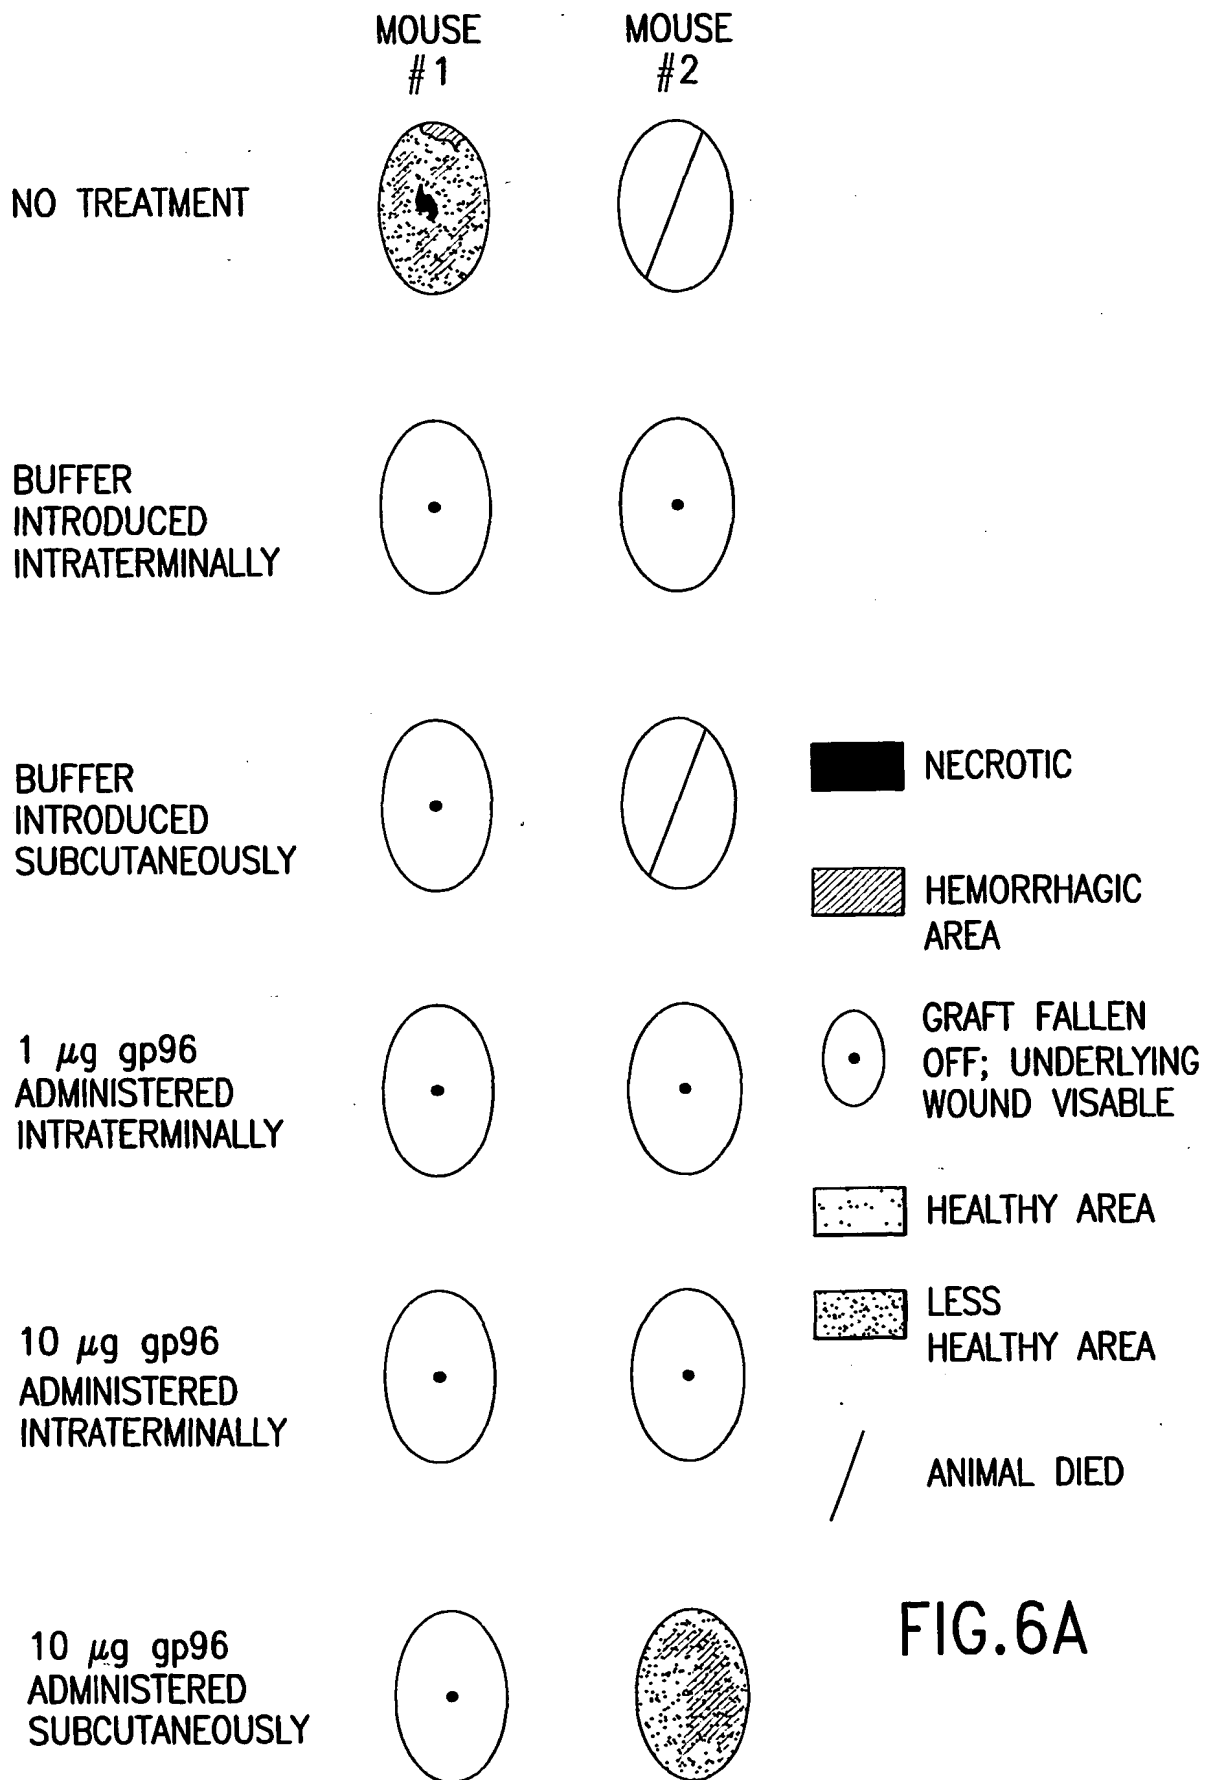 MOUSE
#1
MOUSE
#2
NO TREATMENT
BUFFER
INTRODUCED
INTRATERMINALLY
BUFFER
INTRODUCED
SUBCUTANEOUSLY
1 μg gp96
ADMINISTERED
INTRATERMINALLY
10 μg gp96
ADMINISTERED
INTRATERMINALLY
10 μg gp96
ADMINISTERED
SUBCUTANEOUSLY
NECROTIC
HEMORRHAGIC
AREA
GRAFT FALLEN
OFF; UNDERLYING
WOUND VISABLE
HEALTHY AREA
LESS
HEALTHY AREA
ANIMAL DIED
FIG.6A